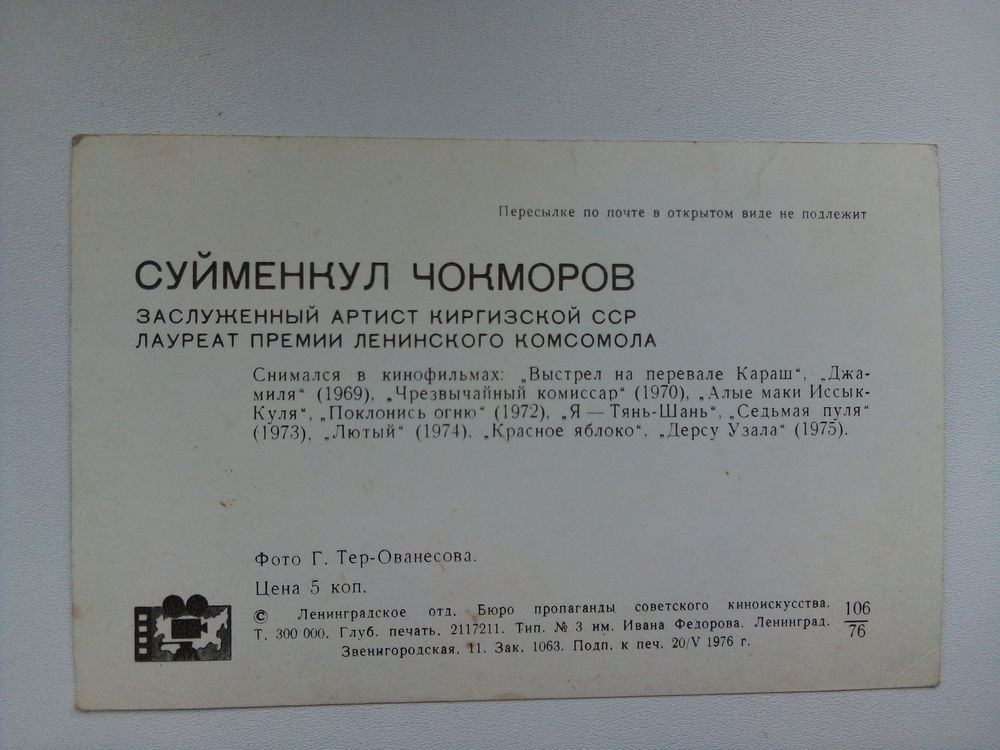 Пересылке по почте в открытом виде не подлежит
СУЙМЕНКУЛ ЧОКМОРОВ
ЗАСЛУЖЕННЫЙ АРТИСТ КИРГИЗСКОЙ ССР
ЛАУРЕАТ ПРЕМИИ ЛЕНИНСКОГО КОМСОМОЛА
Снимался в кинофильмах: „Выстрел на перевале Караш“, „Джа-
миля“ (1969), „Чрезвычайный комиссар“ (1970), „Алые маки Иссык-
Куля“, „Поклонись огню“ (1972), „Я — Тянь-Шань“, „Седьмая пуля“
(1973), „Лютый“ (1974), „Красное яблоко“, „Дерсу Узала“ (1975).
Фото Г. Тер-Ованесова.
Цена 5 коп.
© Ленинградское отд. Бюро пропаганды советского киноискусства.
Т. 300 000. Глуб. печать. 2117211. Тип. № 3 им. Ивана Федорова. Ленинград.
Звенигородская, 11. Зак. 1063. Подп. к печ. 20/V 1976 г.
106
76